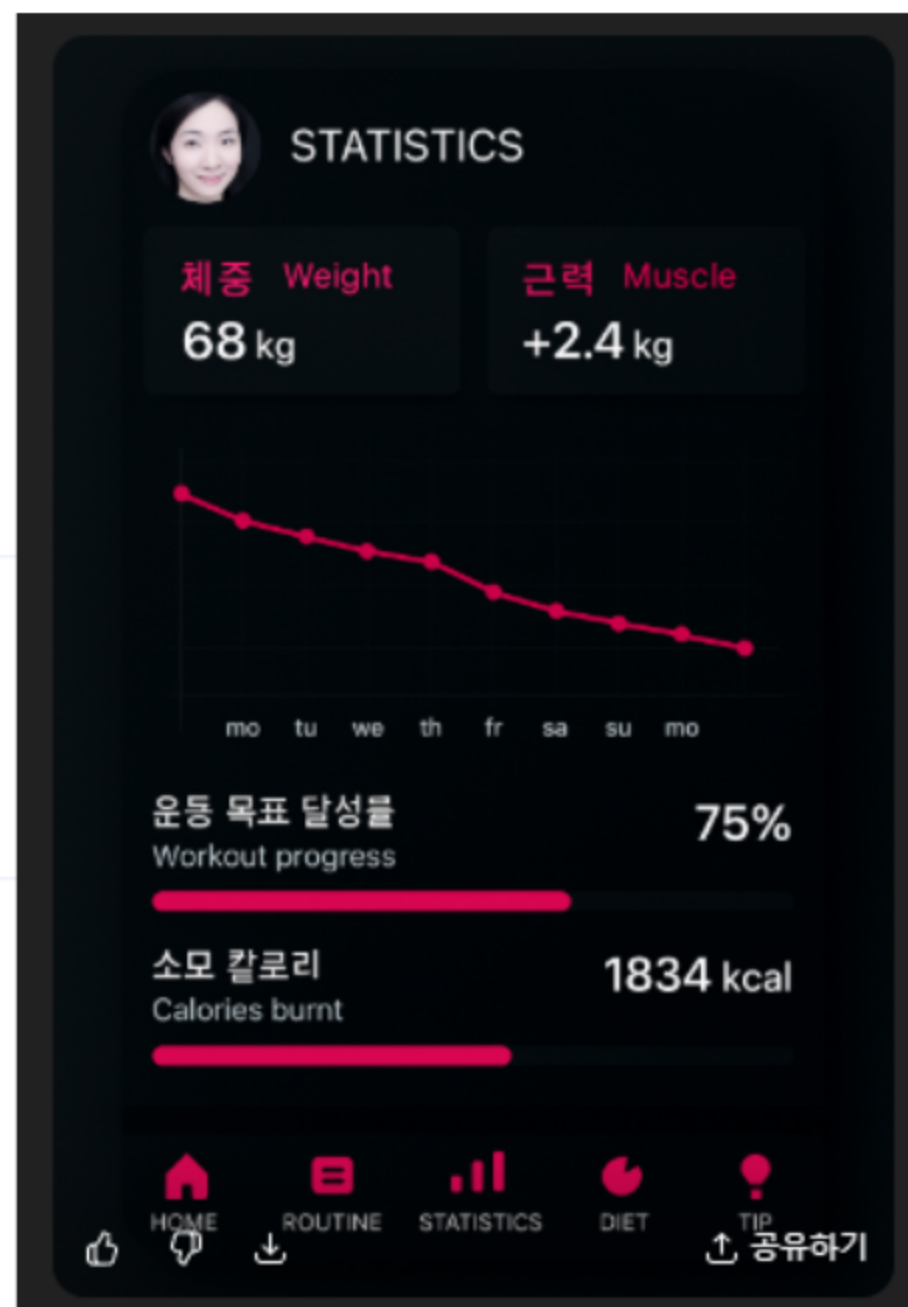 STATISTICS
체중 Weight
68 kg
근력 Muscle
+2.4 kg
mo tu we th fr sa su mo
운동 목표 달성률
Workout progress
75%
소모 칼로리
Calories burnt
1834 kcal
HOME ROUTINE STATISTICS DIET TIP
공유하기